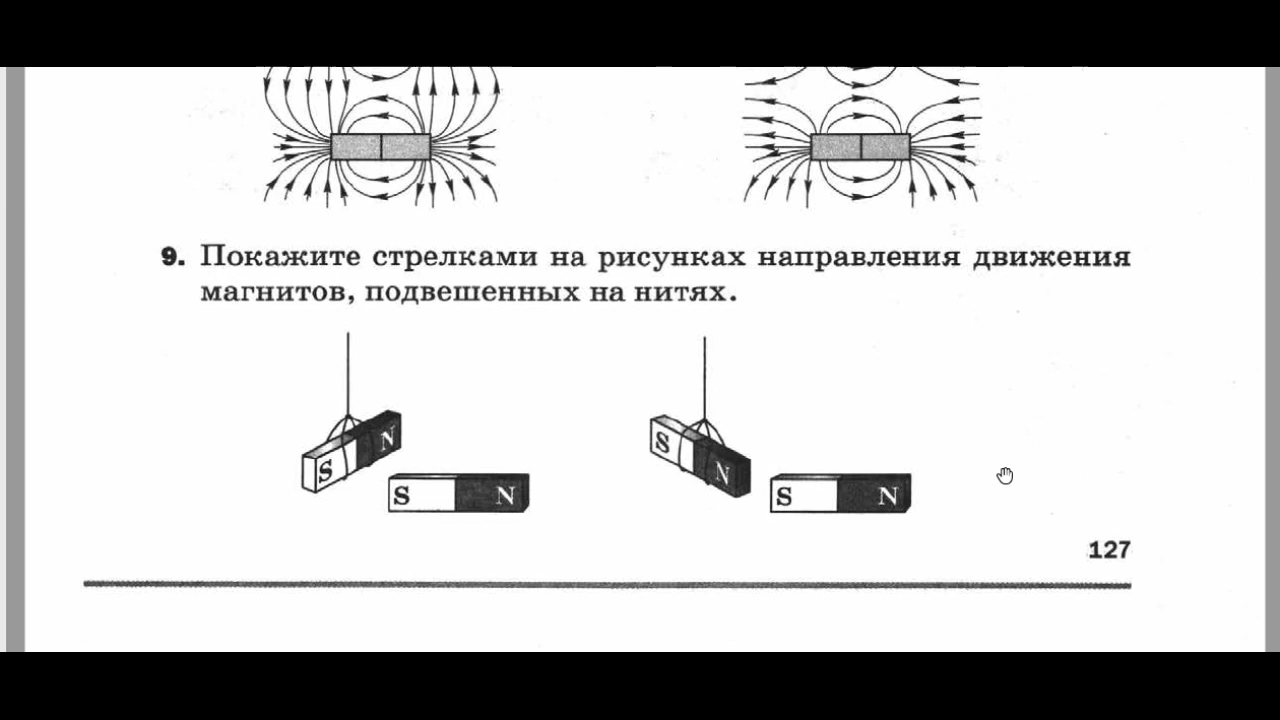 9. Покажите стрелками на рисунках направления движения
магнитов, подвешенных на нитях.
S N S N
S N S N
127